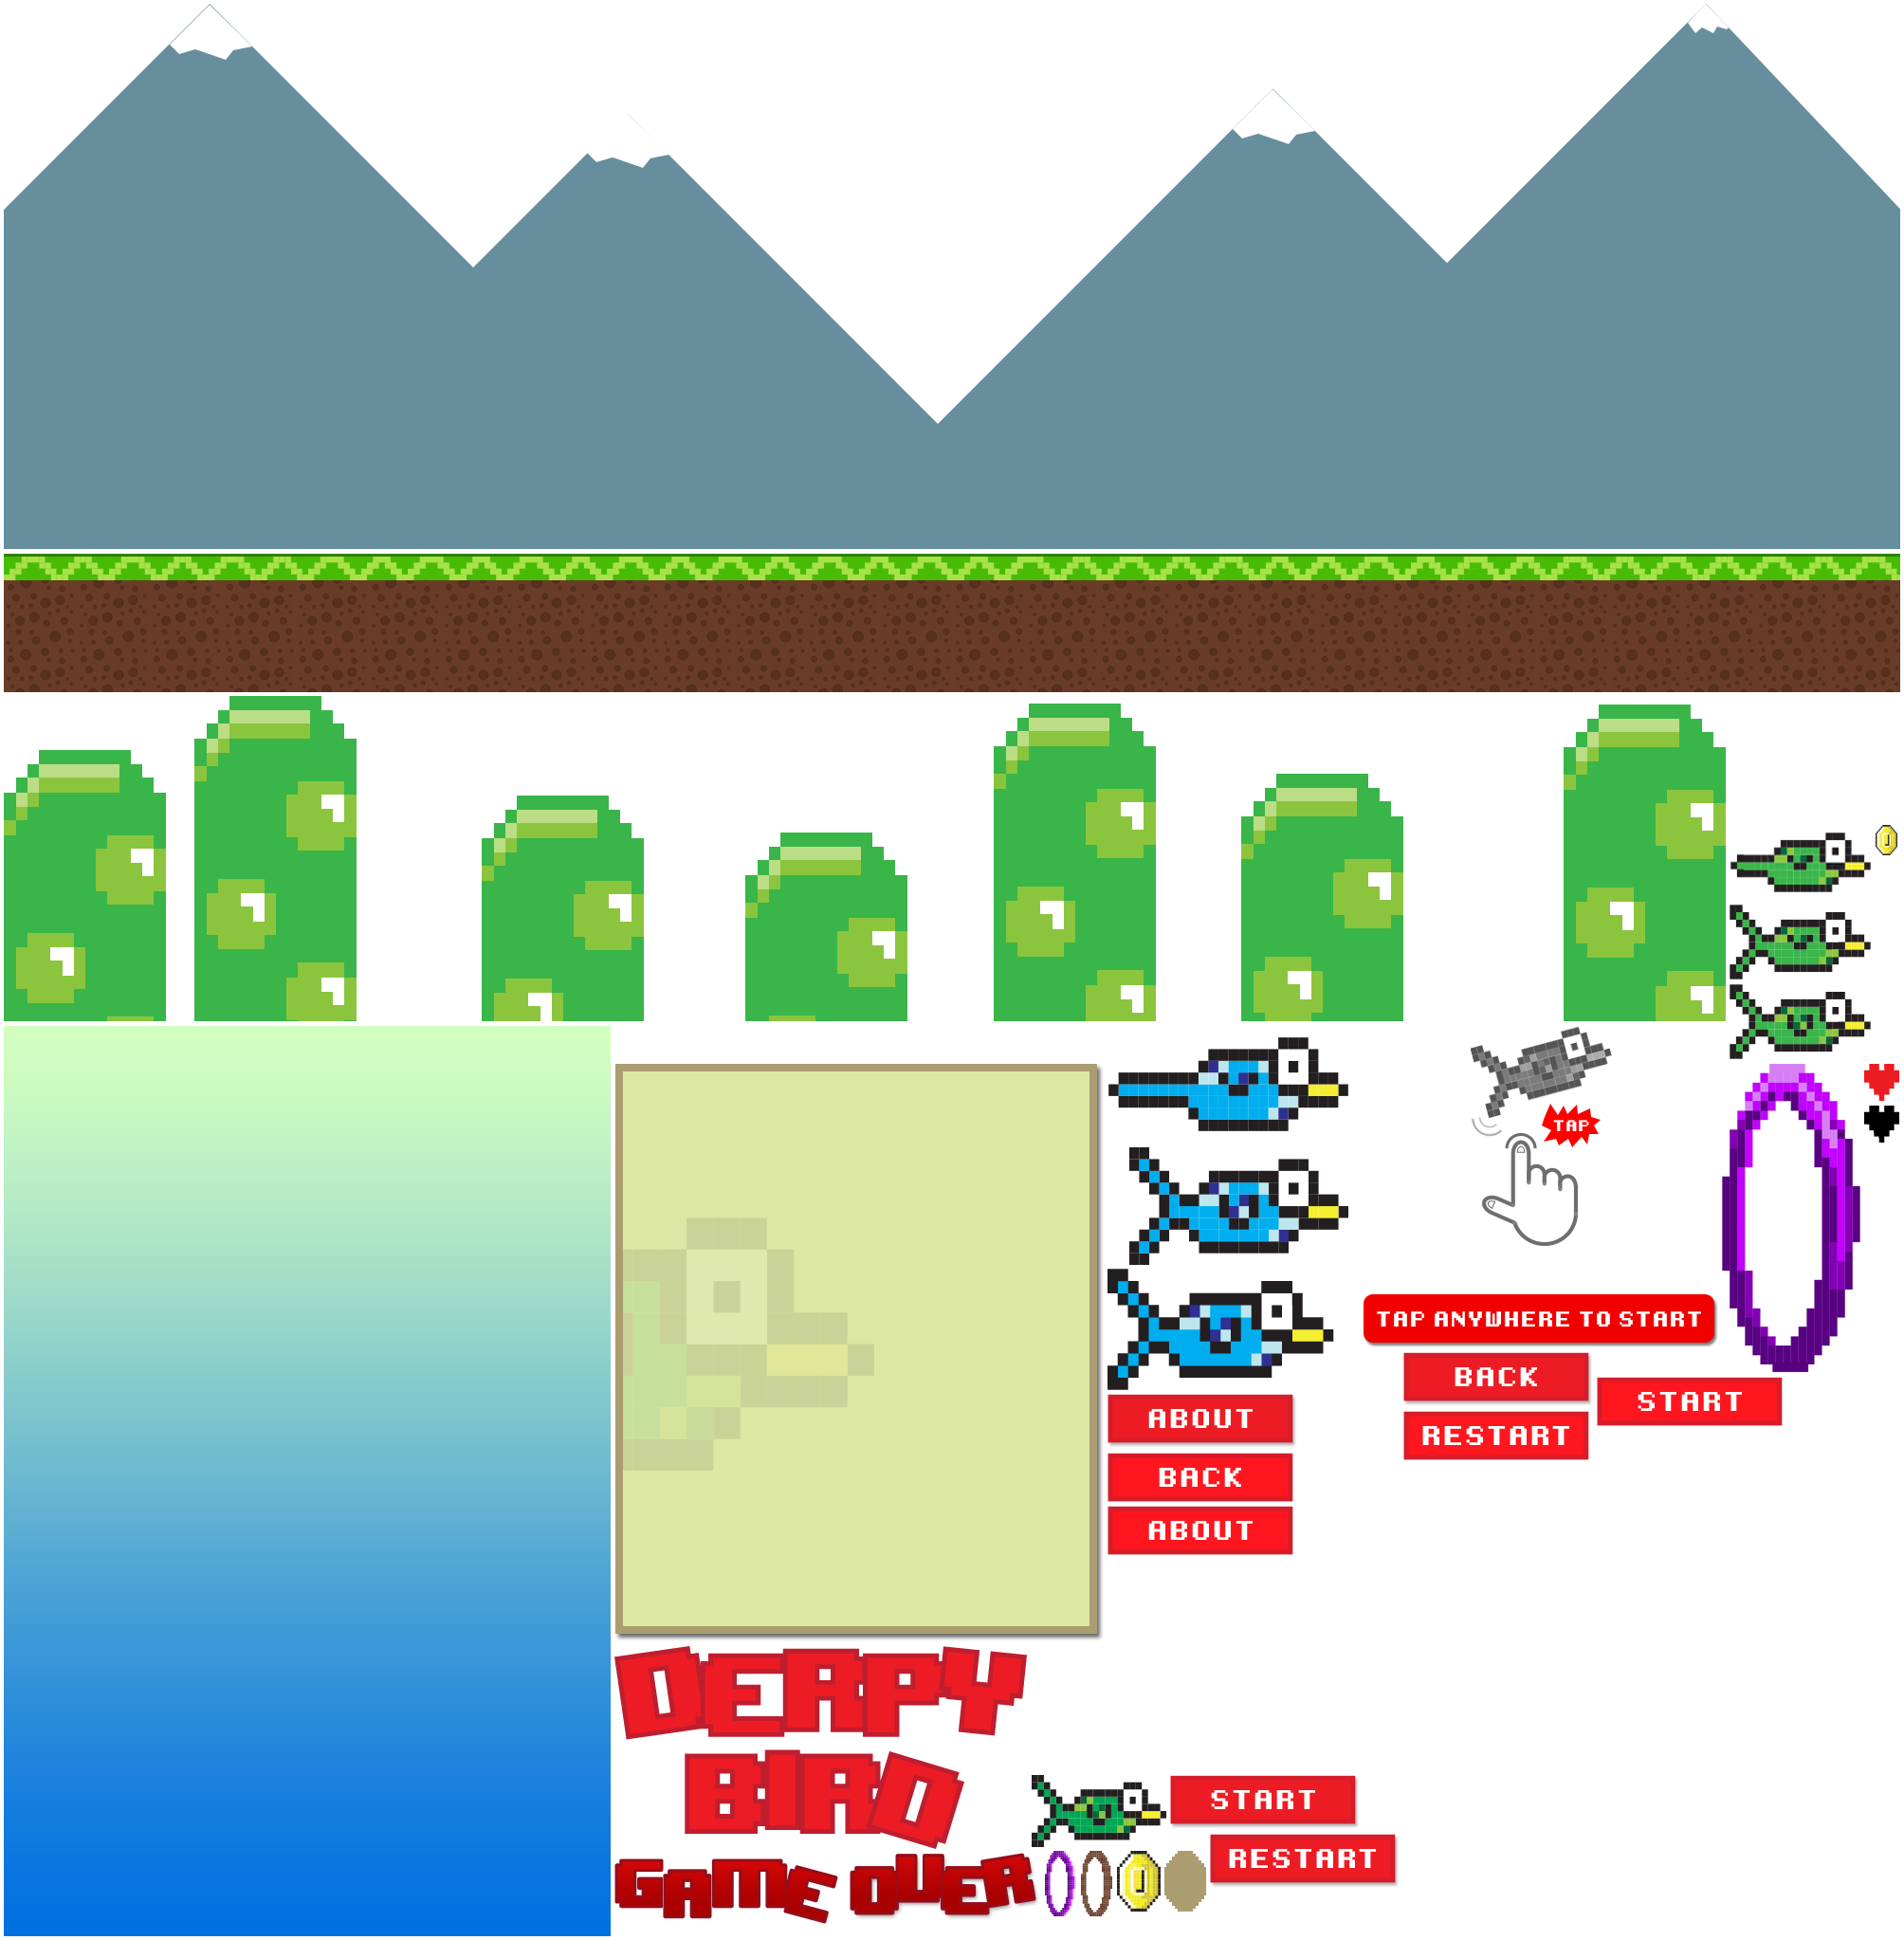 TAP
TAP ANYWHERE TO START
BACK
START
RESTART
ABOUT
BACK
ABOUT
DERPY
BIRD
START
RESTART
GAME OVER